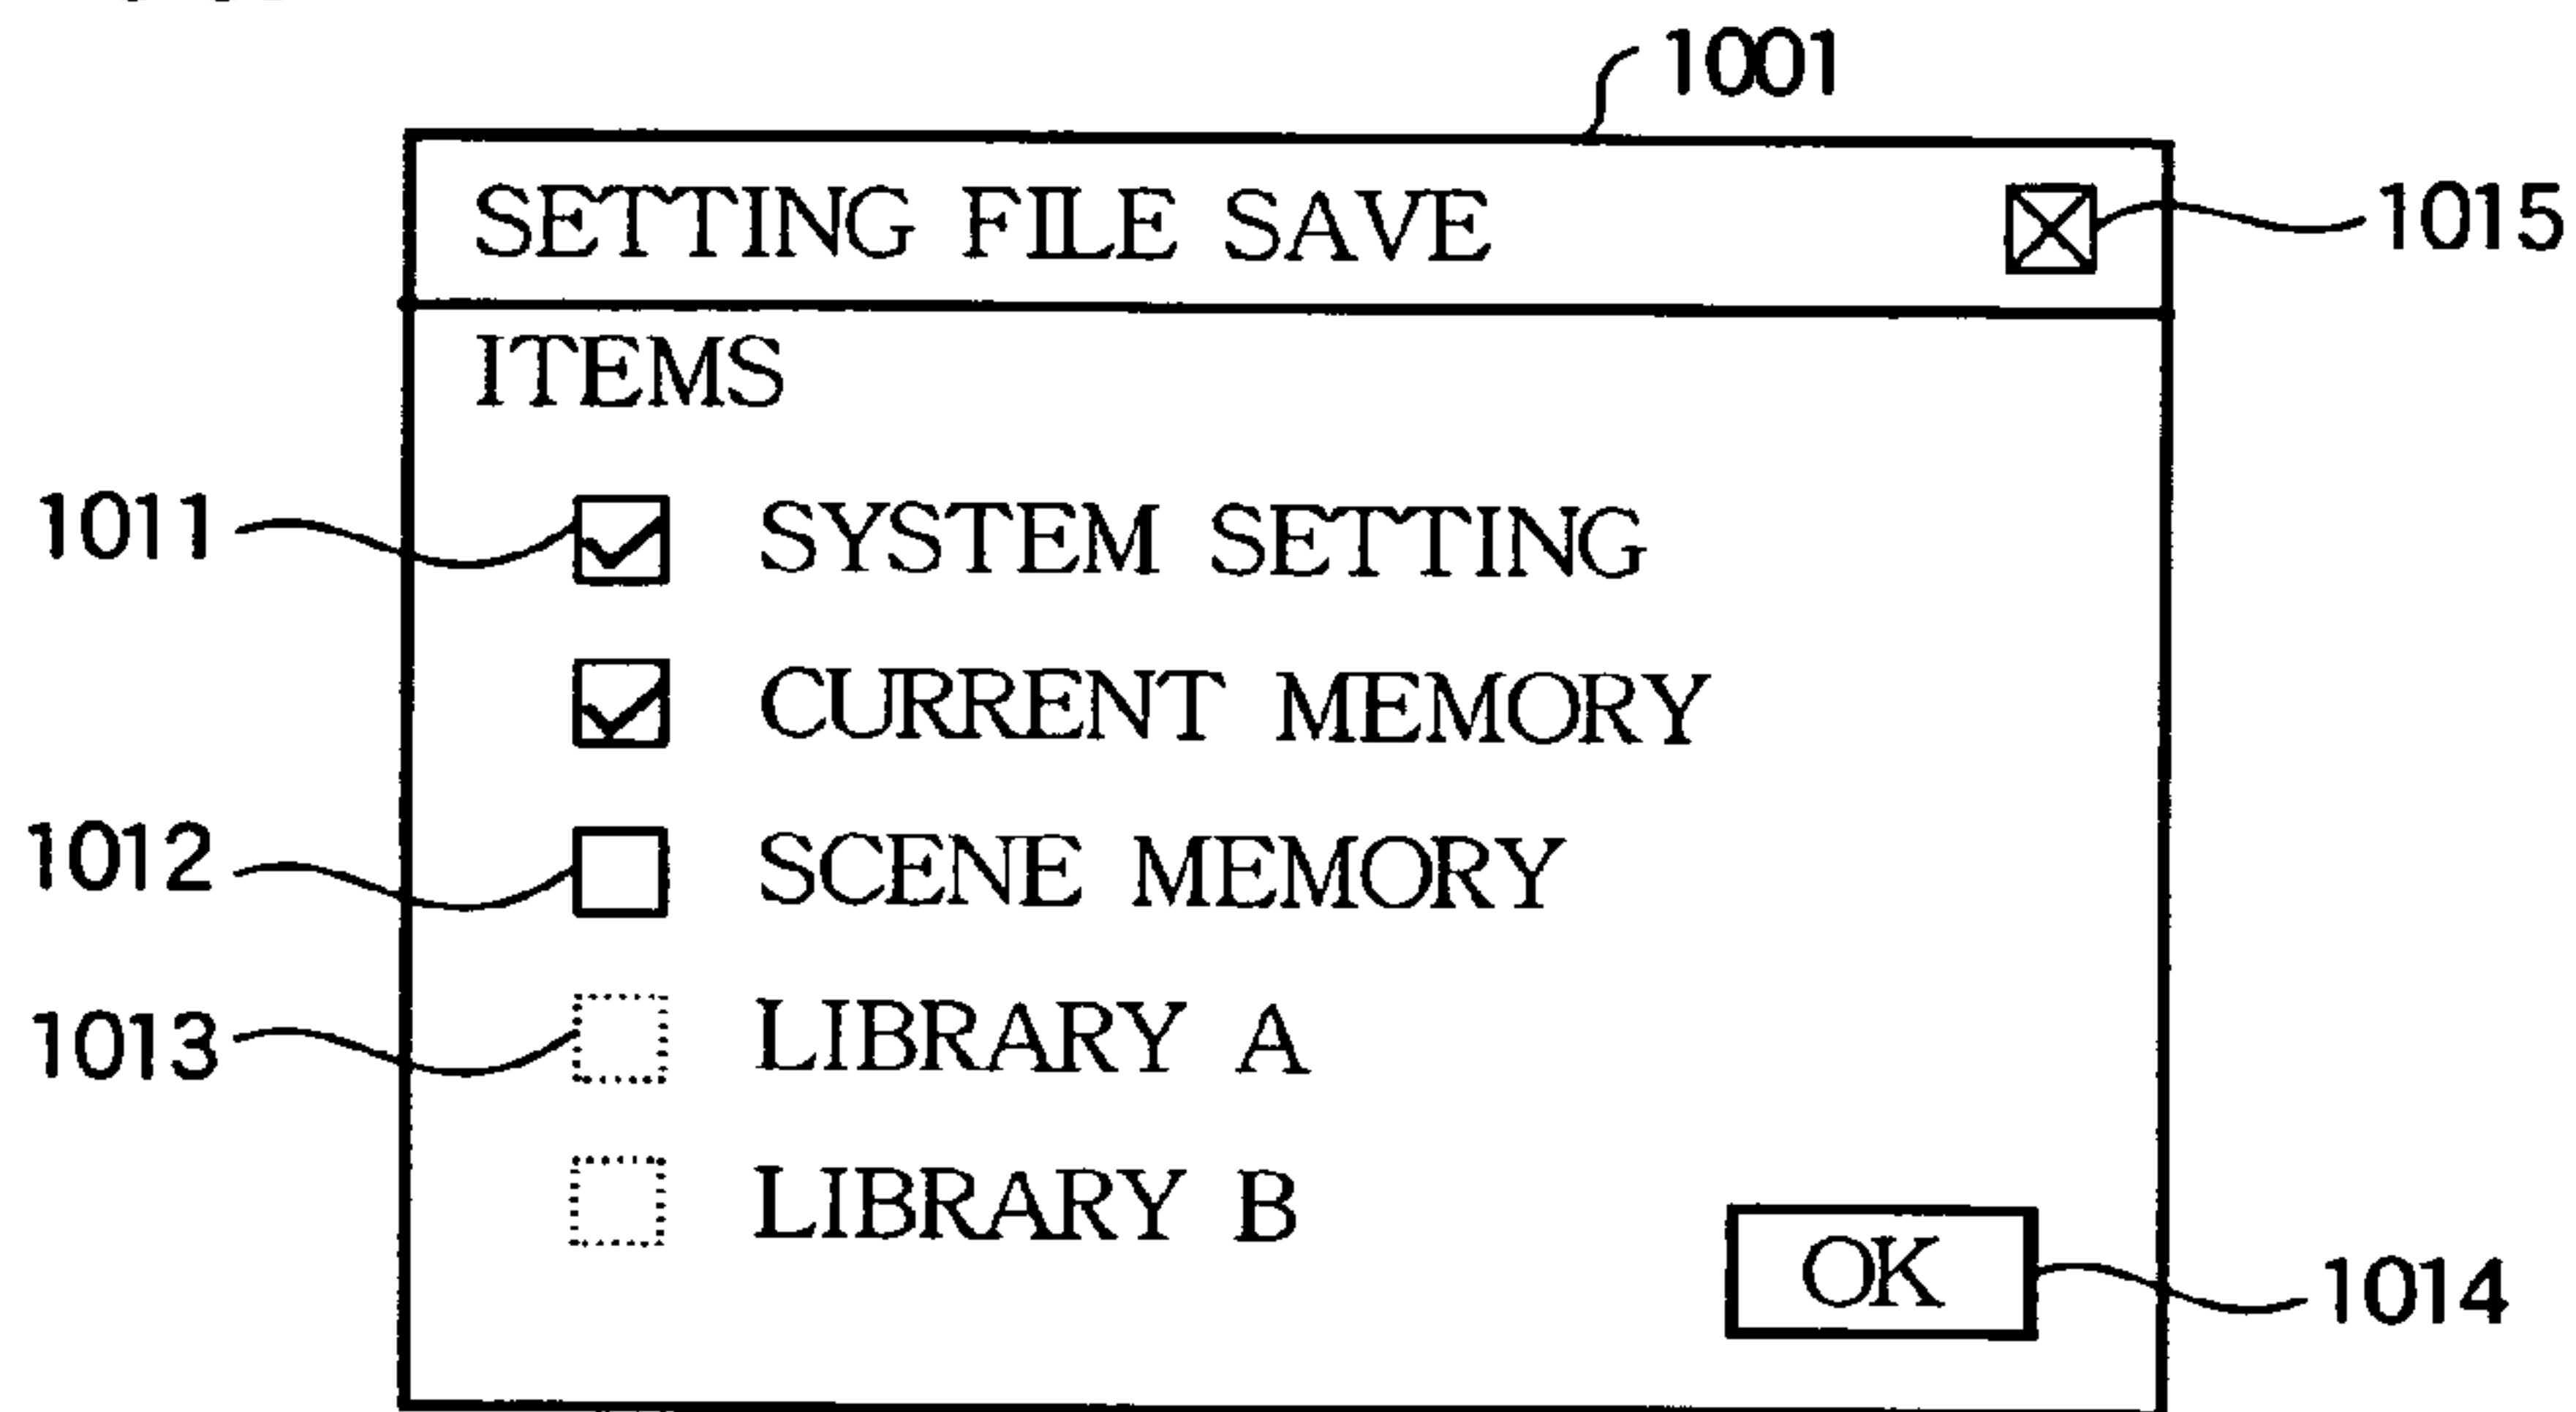 1001
SETTING FILE SAVE 1015
ITEMS
1011 SYSTEM SETTING
CURRENT MEMORY
1012 SCENE MEMORY
1013 LIBRARY A
LIBRARY B
OK 1014